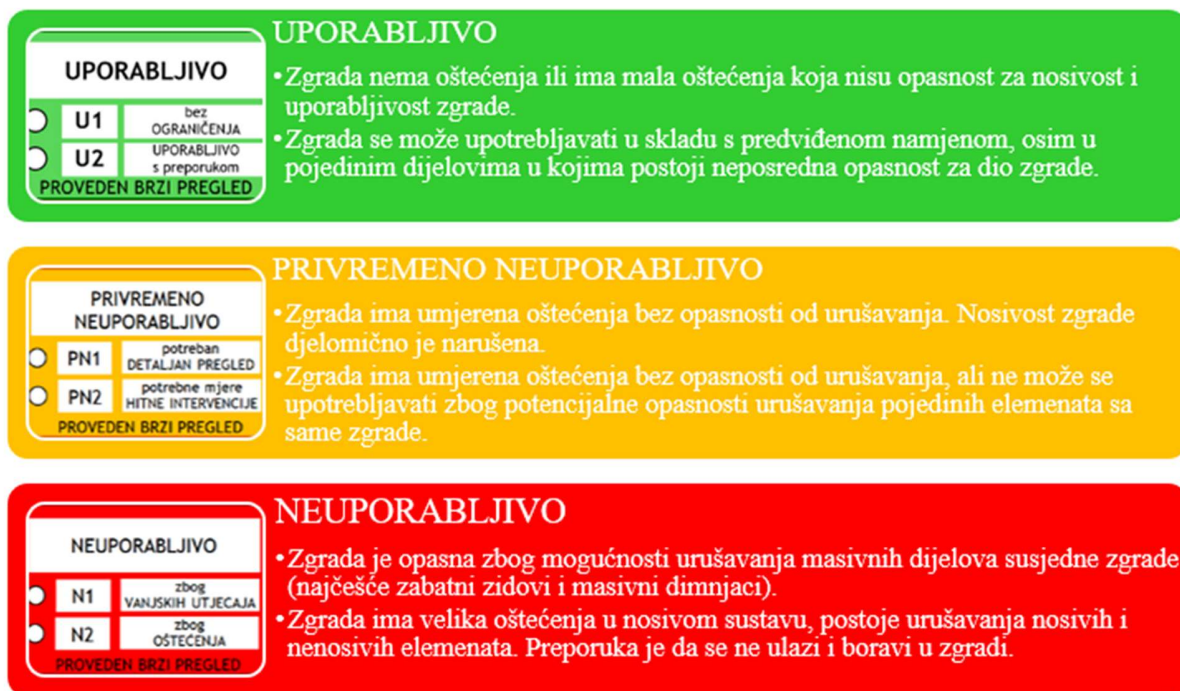 UPORABLJIVO
U1
bez
OGRANIČENJA
U2
UPORABLJIVO
s preporukom
PROVEDEN BRZI PREGLED
UPORABLJIVO
•Zgrada nema oštećenja ili ima mala oštećenja koja nisu opasnost za nosivost i
uporabljivost zgrade.
•Zgrada se može upotrebljavati u skladu s predviđenom namjenom, osim u
pojedinim dijelovima u kojima postoji neposredna opasnost za dio zgrade.
PRIVREMENO
NEUPORABLJIVO
PN1
potreban
DETALJAN PREGLED
PN2
potrebne mjere
HITNE INTERVENCIJE
PROVEDEN BRZI PREGLED
PRIVREMENO NEUPORABLJIVO
•Zgrada ima umjerena oštećenja bez opasnosti od urušavanja. Nosivost zgrade
djelomično je narušena.
•Zgrada ima umjerena oštećenja bez opasnosti od urušavanja, ali ne može se
upotrebljavati zbog potencijalne opasnosti urušavanja pojedinih elemenata sa
same zgrade.
NEUPORABLJIVO
N1
zbog
VANJSKIH UTJECAJA
N2
zbog
OŠTEĆENJA
PROVEDEN BRZI PREGLED
NEUPORABLJIVO
•Zgrada je opasna zbog mogućnosti urušavanja masivnih dijelova susjedne zgrade
(najčešće zabatni zidovi i masivni dimnjaci).
•Zgrada ima velika oštećenja u nosivom sustavu, postoje urušavanja nosivih i
nenosivih elemenata. Preporuka je da se ne ulazi i boravi u zgradi.